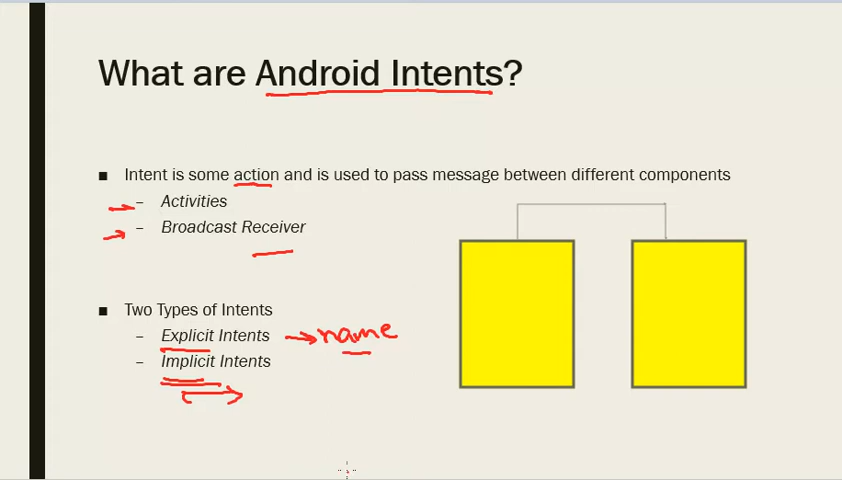 What are Android Intents?
■ Intent is some action and is used to pass message between different components
– Activities
– Broadcast Receiver
■ Two Types of Intents
– Explicit Intents → name
– Implicit Intents